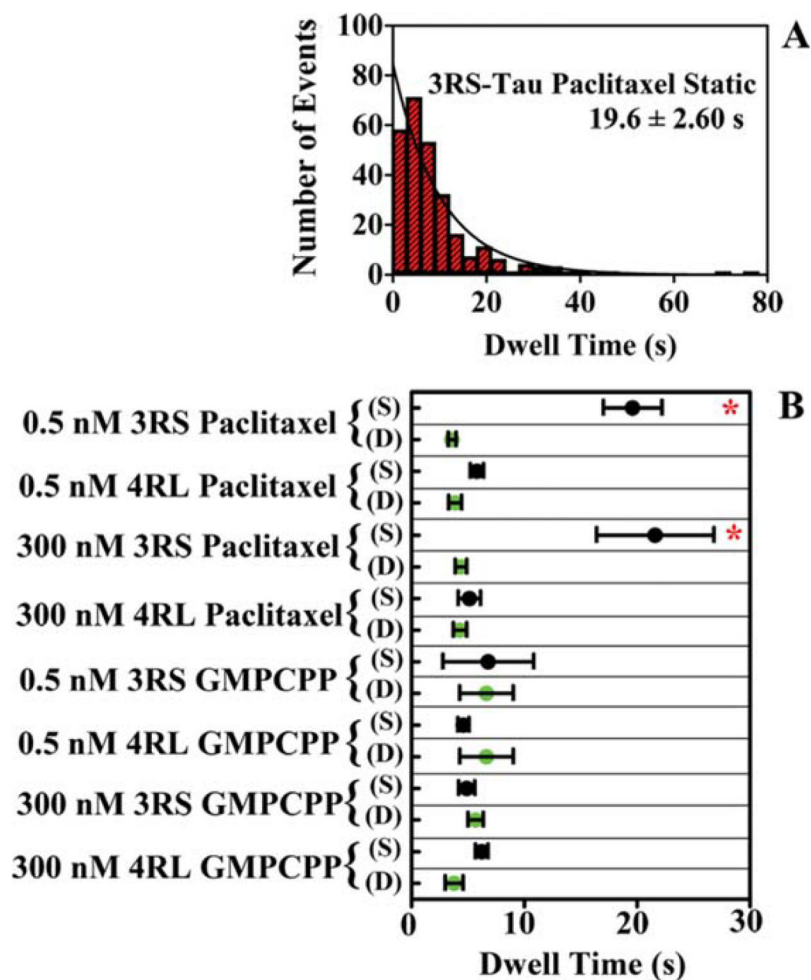 A
100
80
60
40
20
0
Number of Events
3RS-Tau Paclitaxel Static
19.6 ± 2.60 s
0 20 40 60 80
Dwell Time (s)
B
0.5 nM 3RS Paclitaxel { (S) *
(D)
0.5 nM 4RL Paclitaxel { (S)
(D)
300 nM 3RS Paclitaxel { (S) *
(D)
300 nM 4RL Paclitaxel { (S)
(D)
0.5 nM 3RS GMPCPP { (S)
(D)
0.5 nM 4RL GMPCPP { (S)
(D)
300 nM 3RS GMPCPP { (S)
(D)
300 nM 4RL GMPCPP { (S)
(D)
0 10 20 30
Dwell Time (s)